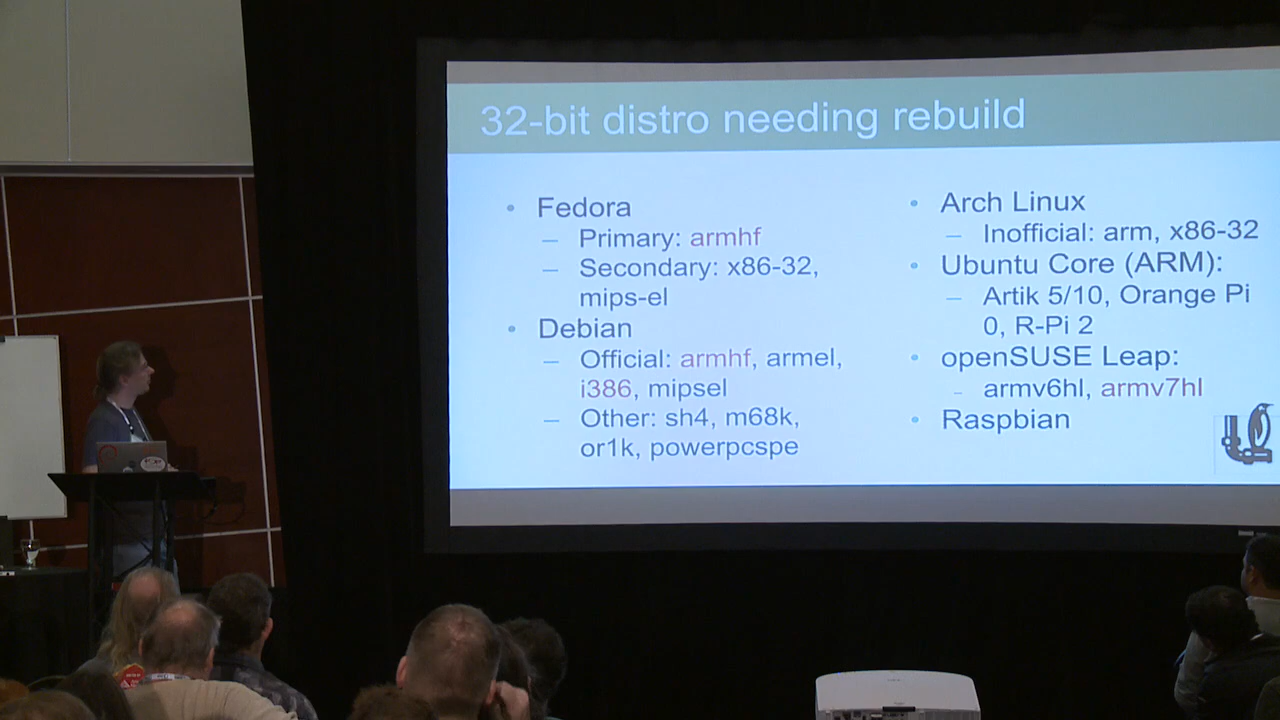 32-bit distro needing rebuild
• Fedora
– Primary: armhf
– Secondary: x86-32,
mips-el
• Debian
– Official: armhf, armel,
i386, mipsel
– Other: sh4, m68k,
or1k, powerpcspe
• Arch Linux
– Inofficial: arm, x86-32
• Ubuntu Core (ARM):
– Artik 5/10, Orange Pi
0, R-Pi 2
• openSUSE Leap:
– armv6hl, armv7hl
• Raspbian